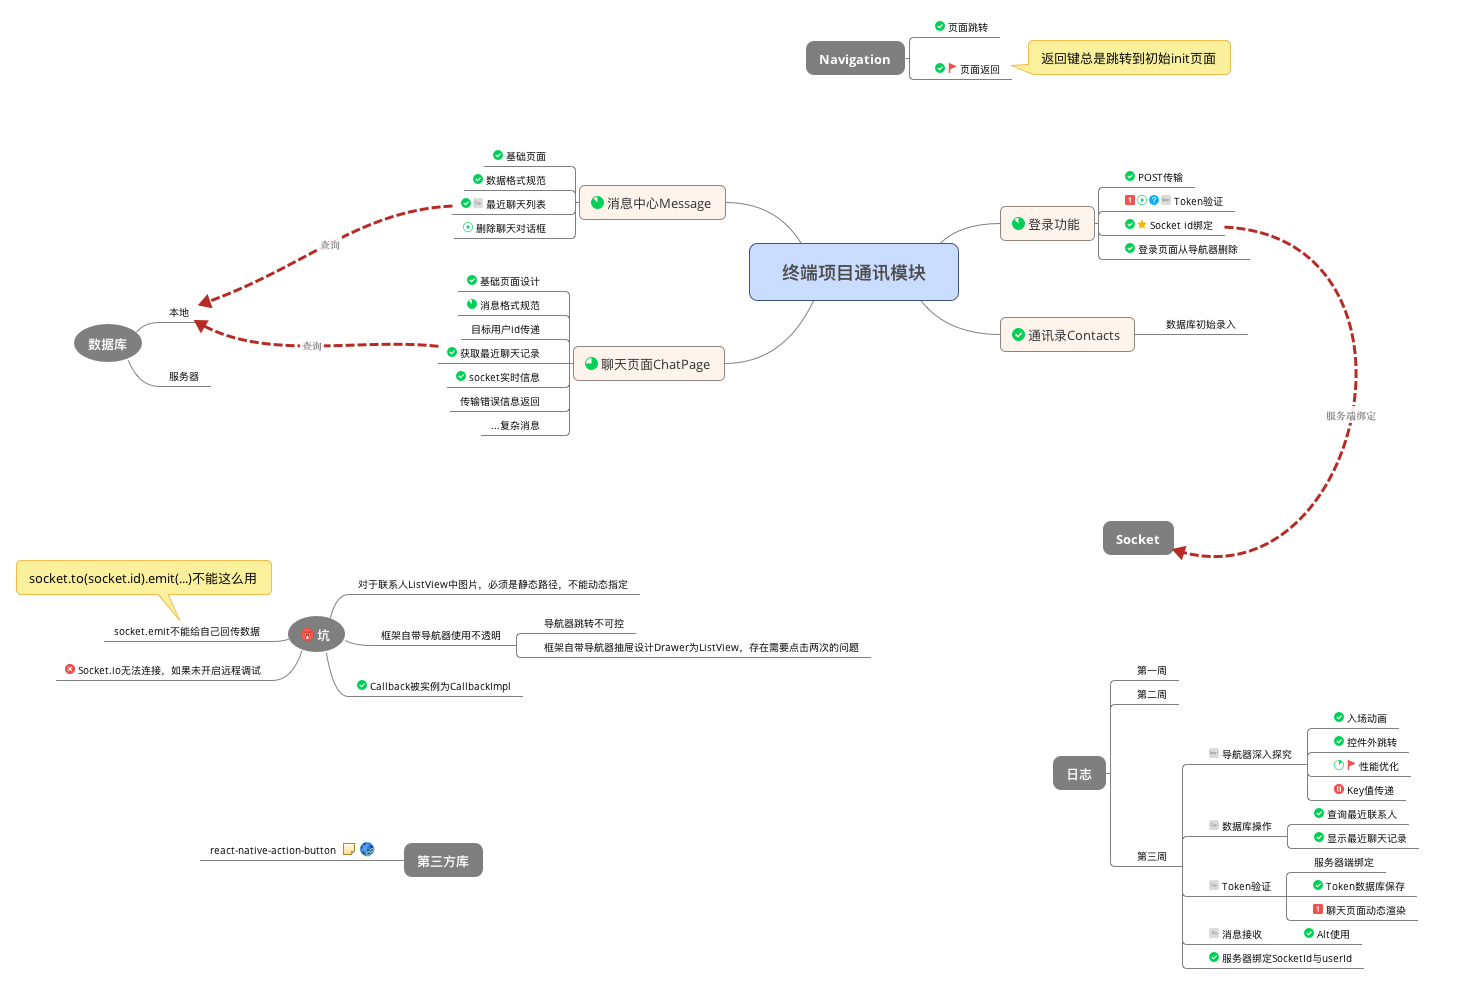 页面跳转
Navigation
页面返回
返回键总是跳转到初始init页面
基础页面
数据格式规范
最近聊天列表
删除聊天对话框
消息中心Message
POST传输
Token验证
Socket id绑定
登录页面从导航器删除
登录功能
终端项目通讯模块
查询
基础页面设计
消息格式规范
目标用户id传递
获取最近聊天记录
socket实时信息
传输错误信息返回
...复杂消息
聊天页面ChatPage
通讯录Contacts
数据库初始录入
本地
数据库
服务器
查询
服务端绑定
Socket
socket.to(socket.id).emit(...)不能这么用
对于联系人ListView中图片，必须是静态路径，不能动态指定
socket.emit不能给自己回传数据
坑
框架自带导航器使用不透明
导航器跳转不可控
框架自带导航器抽屉设计Drawer为ListView，存在需要点击两次的问题
Socket.io无法连接，如果未开启远程调试
Callback被实例为CallbackImpl
第一周
第二周
日志
第三周
导航器深入探究
入场动画
控件外跳转
性能优化
Key值传递
数据库操作
查询最近联系人
显示最近聊天记录
Token验证
服务器端绑定
Token数据库保存
聊天页面动态渲染
消息接收
Alt使用
服务器绑定SocketId与userId
react-native-action-button
第三方库